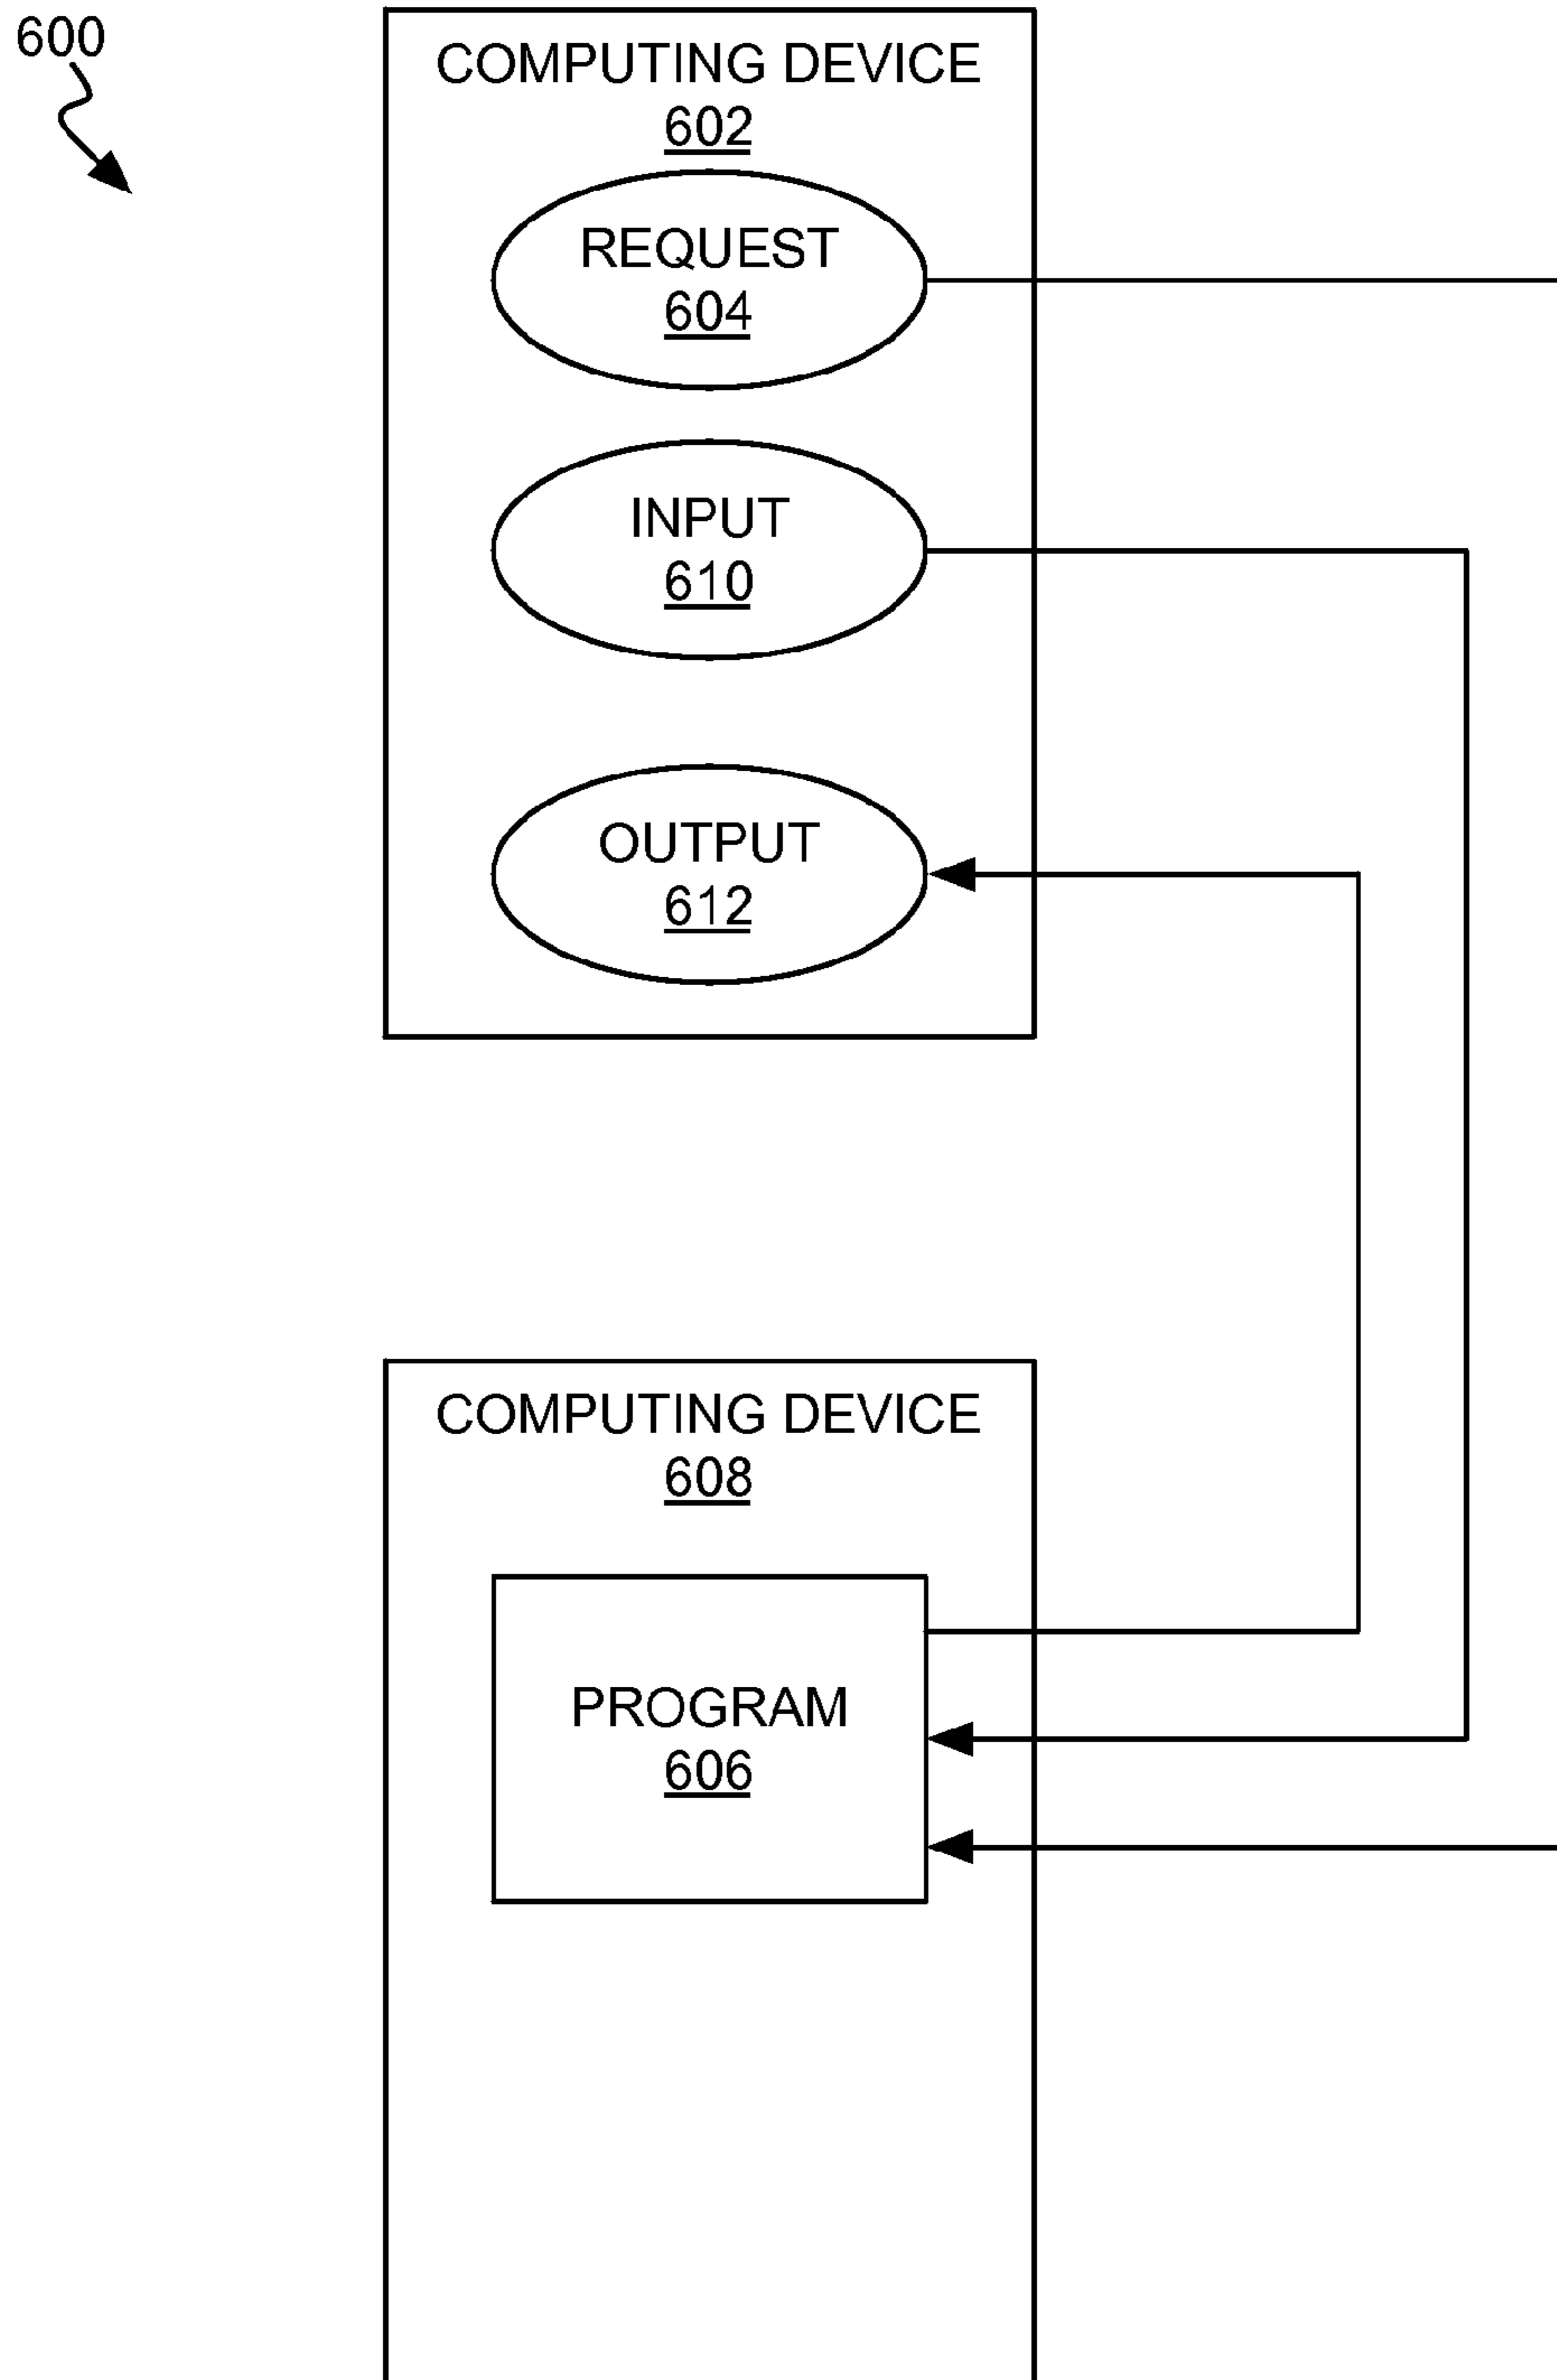 600
COMPUTING DEVICE
602
REQUEST
604
INPUT
610
OUTPUT
612
COMPUTING DEVICE
608
PROGRAM
606